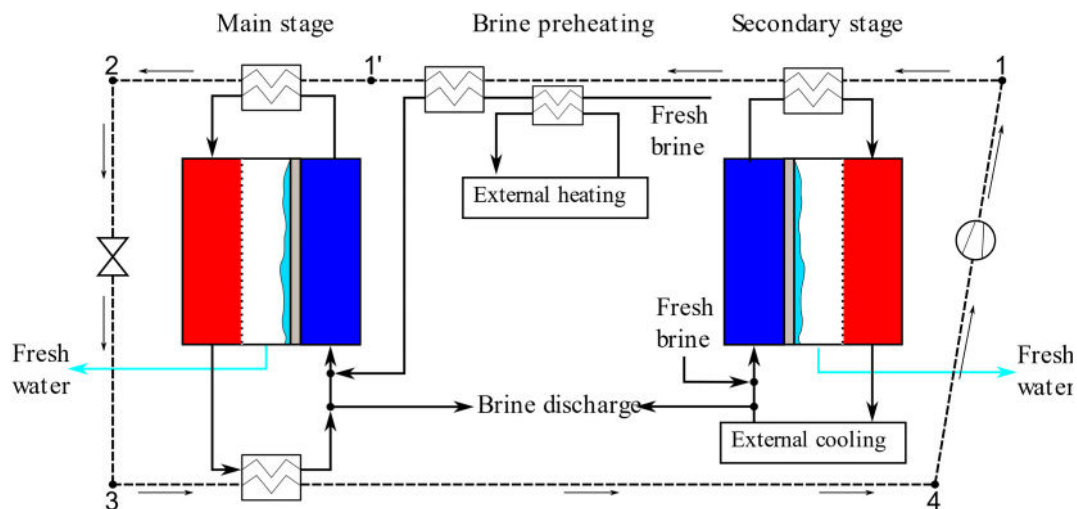 Main stage
Brine preheating
Secondary stage
2
1'
1
Fresh
brine
External heating
Fresh
brine
Fresh
water
Fresh
water
Brine discharge
External cooling
3
4